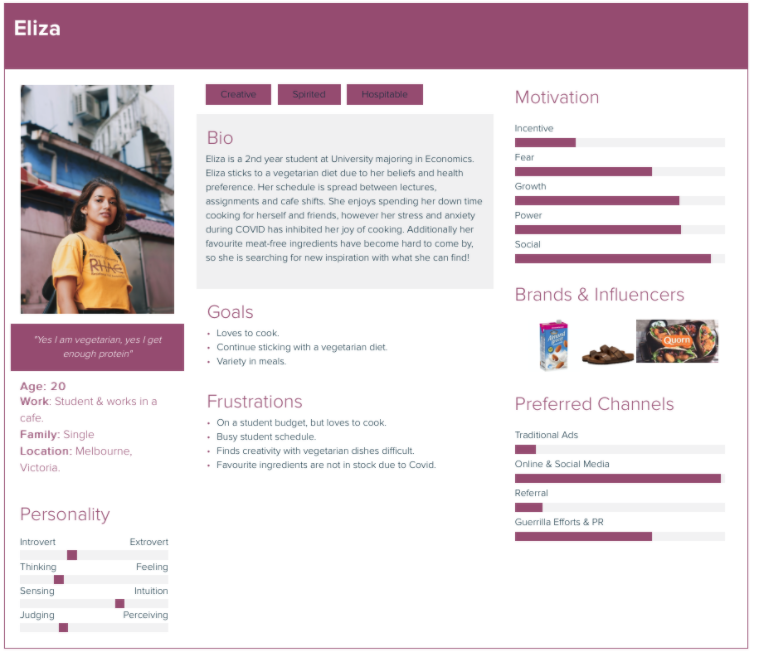 Eliza
"Yes I am vegetarian, yes I get
enough protein"
Age: 20
Work: Student & works in a
cafe.
Family: Single
Location: Melbourne,
Victoria.
Personality
Introvert Extrovert
Thinking Feeling
Sensing Intuition
Judging Perceiving
Creative Spirited Hospitable
Bio
Eliza is a 2nd year student at University majoring in Economics.
Eliza sticks to a vegetarian diet due to her beliefs and health
preference. Her schedule is spread between lectures,
assignments and cafe shifts. She enjoys spending her down time
cooking for herself and friends, however her stress and anxiety
during COVID has inhibited her joy of cooking. Additionally her
favourite meat-free ingredients have become hard to come by,
so she is searching for new inspiration with what she can find!
Goals
• Loves to cook.
• Continue sticking with a vegetarian diet.
• Variety in meals.
Frustrations
• On a student budget, but loves to cook.
• Busy student schedule.
• Finds creativity with vegetarian dishes difficult.
• Favourite ingredients are not in stock due to Covid.
Motivation
Incentive
Fear
Growth
Power
Social
Brands & Influencers
Quorn
Preferred Channels
Traditional Ads
Online & Social Media
Referral
Guerrilla Efforts & PR